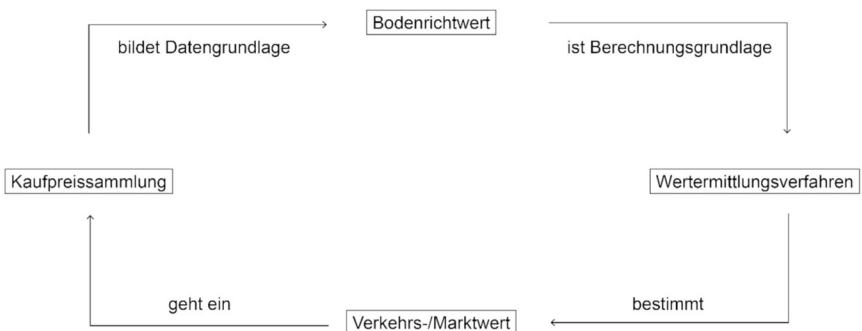 Bodenrichtwert
bildet Datengrundlage
ist Berechnungsgrundlage
Kaufpreissammlung
Wertermittlungsverfahren
geht ein
bestimmt
Verkehrs-/Marktwert